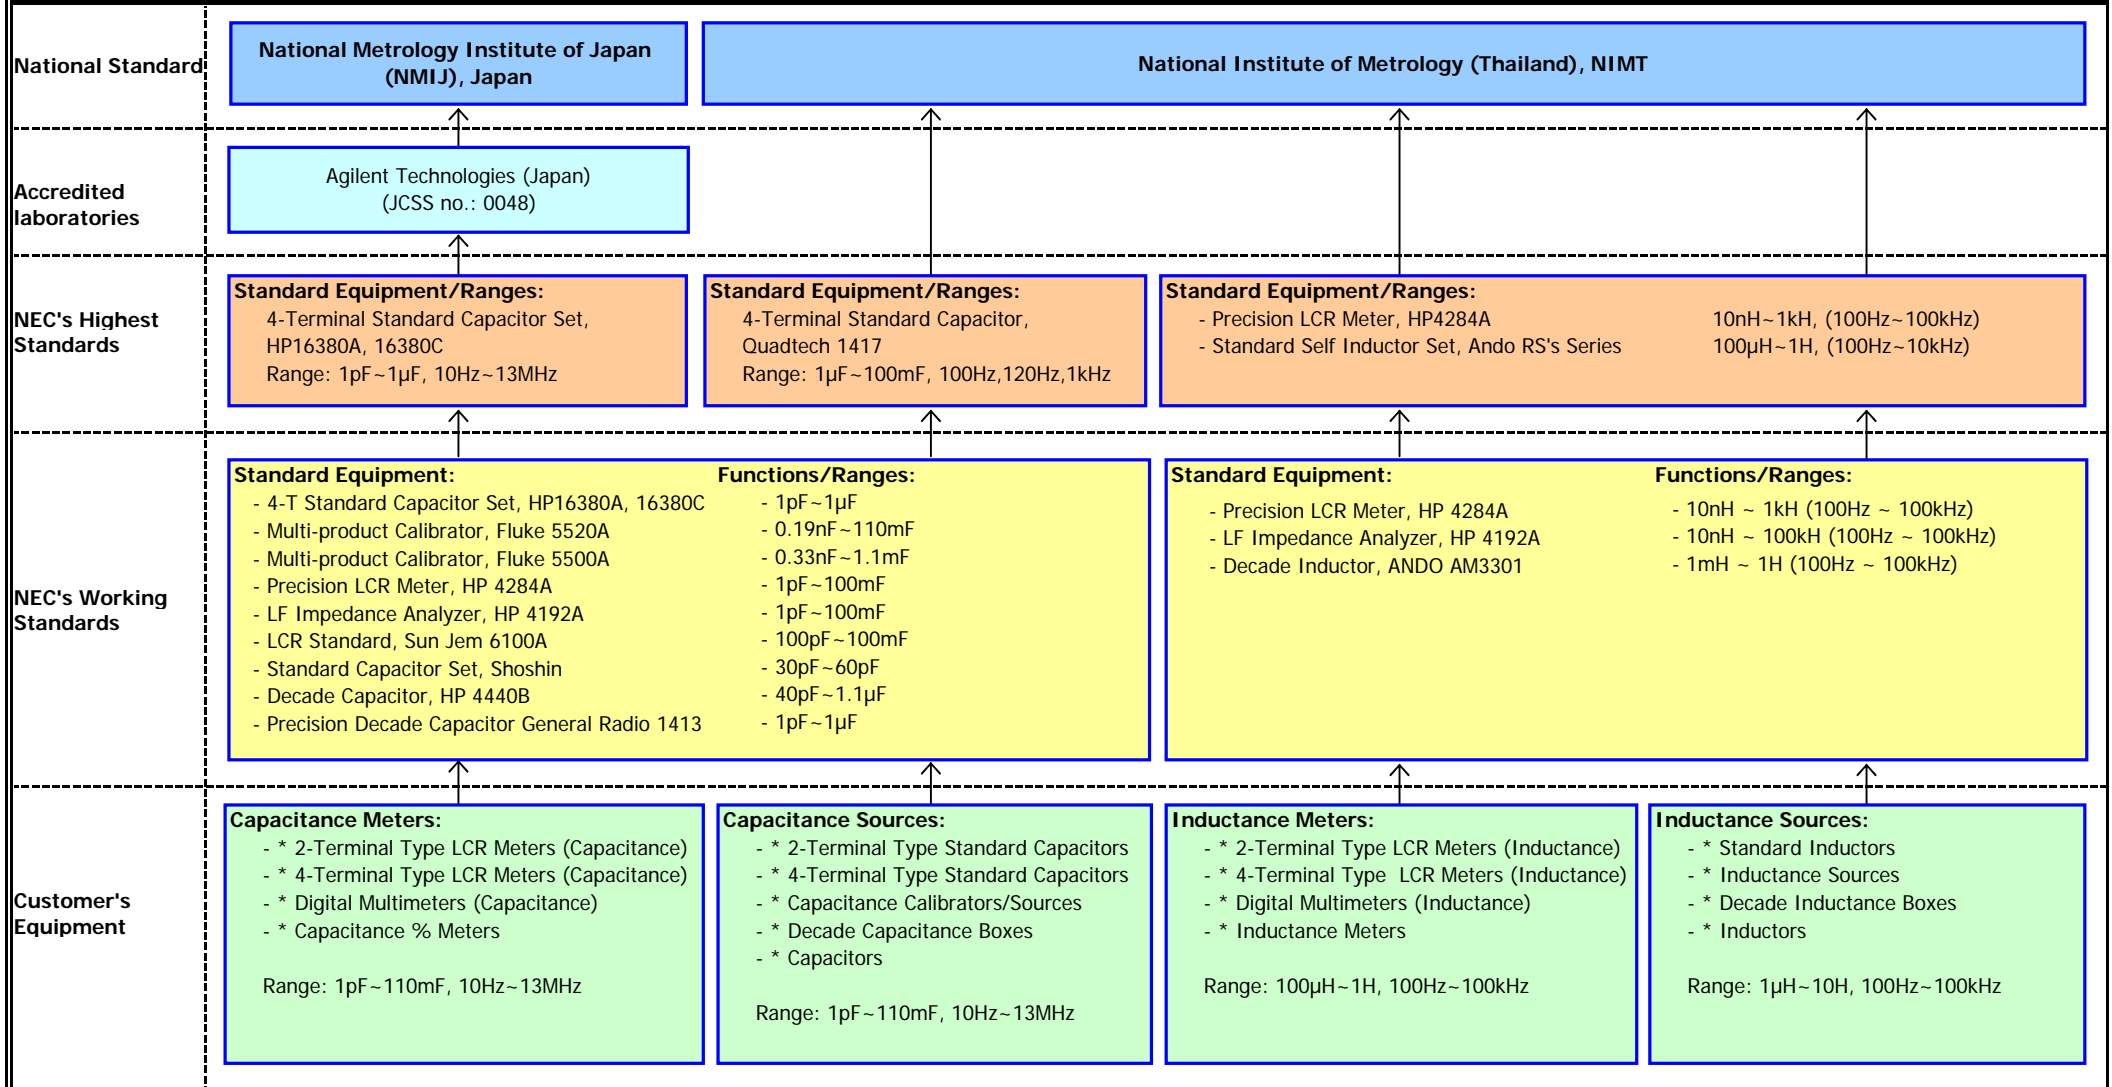 National Standard
National Metrology Institute of Japan
(NMIJ), Japan
National Institute of Metrology (Thailand), NIMT
Accredited
laboratories
Agilent Technologies (Japan)
(JCSS no.: 0048)
NEC's Highest
Standards
Standard Equipment/Ranges:
4-Terminal Standard Capacitor Set,
HP16380A, 16380C
Range: 1pF~1µF, 10Hz~13MHz
Standard Equipment/Ranges:
4-Terminal Standard Capacitor,
Quadtech 1417
Range: 1µF~100mF, 100Hz,120Hz,1kHz
Standard Equipment/Ranges:
- Precision LCR Meter, HP4284A 10nH~1kH, (100Hz~100kHz)
- Standard Self Inductor Set, Ando RS's Series 100µH~1H, (100Hz~10kHz)
NEC's Working
Standards
Standard Equipment: Functions/Ranges:
- 4-T Standard Capacitor Set, HP16380A, 16380C - 1pF~1µF
- Multi-product Calibrator, Fluke 5520A - 0.19nF~110mF
- Multi-product Calibrator, Fluke 5500A - 0.33nF~1.1mF
- Precision LCR Meter, HP 4284A - 1pF~100mF
- LF Impedance Analyzer, HP 4192A - 1pF~100mF
- LCR Standard, Sun Jem 6100A - 100pF~100mF
- Standard Capacitor Set, Shoshin - 30pF~60pF
- Decade Capacitor, HP 4440B - 40pF~1.1µF
- Precision Decade Capacitor General Radio 1413 - 1pF~1µF
Standard Equipment: Functions/Ranges:
- Precision LCR Meter, HP 4284A - 10nH ~ 1kH (100Hz ~ 100kHz)
- LF Impedance Analyzer, HP 4192A - 10nH ~ 100kH (100Hz ~ 100kHz)
- Decade Inductor, ANDO AM3301 - 1mH ~ 1H (100Hz ~ 100kHz)
Customer's
Equipment
Capacitance Meters:
- * 2-Terminal Type LCR Meters (Capacitance)
- * 4-Terminal Type LCR Meters (Capacitance)
- * Digital Multimeters (Capacitance)
- * Capacitance % Meters
Range: 1pF~110mF, 10Hz~13MHz
Capacitance Sources:
- * 2-Terminal Type Standard Capacitors
- * 4-Terminal Type Standard Capacitors
- * Capacitance Calibrators/Sources
- * Decade Capacitance Boxes
- * Capacitors
Range: 1pF~110mF, 10Hz~13MHz
Inductance Meters:
- * 2-Terminal Type LCR Meters (Inductance)
- * 4-Terminal Type  LCR Meters (Inductance)
- * Digital Multimeters (Inductance)
- * Inductance Meters
Range: 100µH~1H, 100Hz~100kHz
Inductance Sources:
- * Standard Inductors
- * Inductance Sources
- * Decade Inductance Boxes
- * Inductors
Range: 1µH~10H, 100Hz~100kHz